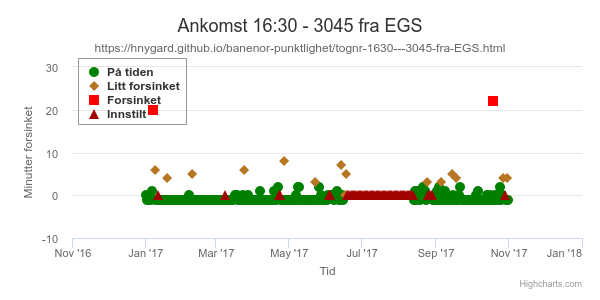 Ankomst 16:30 - 3045 fra EGS
https://hnygard.github.io/banenor-punktlighet/tognr-1630---3045-fra-EGS.html
På tiden
Litt forsinket
Forsinket
Innstilt
Minutter forsinket
30
20
10
0
-10
Nov '16 Jan '17 Mar '17 May '17 Jul '17 Sep '17 Nov '17 Jan '18
Tid
Highcharts.com